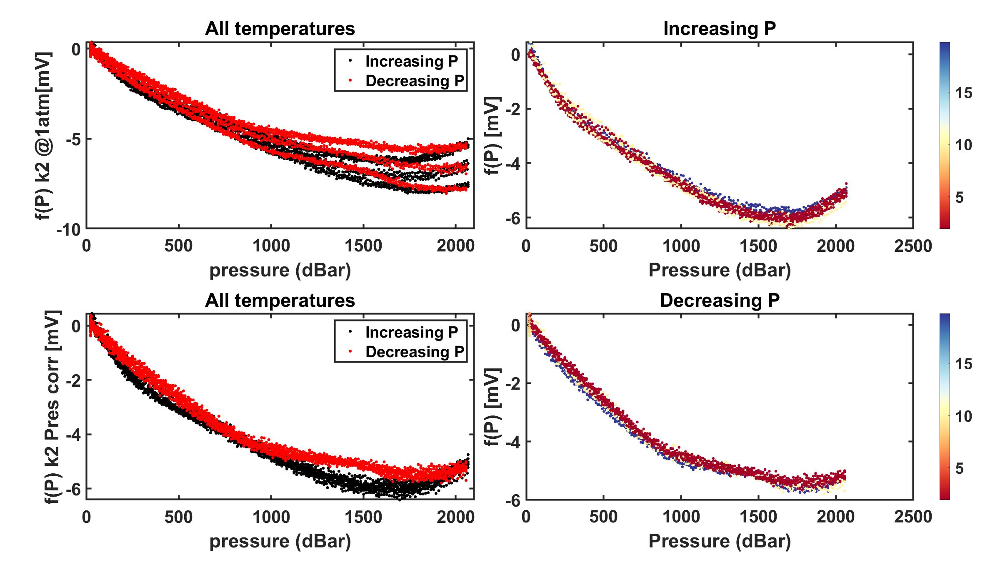 All temperatures
f(P) k2 @1atm[mV]
0
-5
-10
Increasing P
Decreasing P
0
500
1000
1500
2000
pressure (dBar)
Increasing P
f(P) [mV]
0
-2
-4
-6
0
500
1000
1500
2000
2500
Pressure (dBar)
15
10
5
All temperatures
f(P) k2 Pres corr [mV]
0
-2
-4
-6
Increasing P
Decreasing P
0
500
1000
1500
2000
pressure (dBar)
Decreasing P
f(P) [mV]
0
-2
-4
-6
0
500
1000
1500
2000
2500
Pressure (dBar)
15
10
5